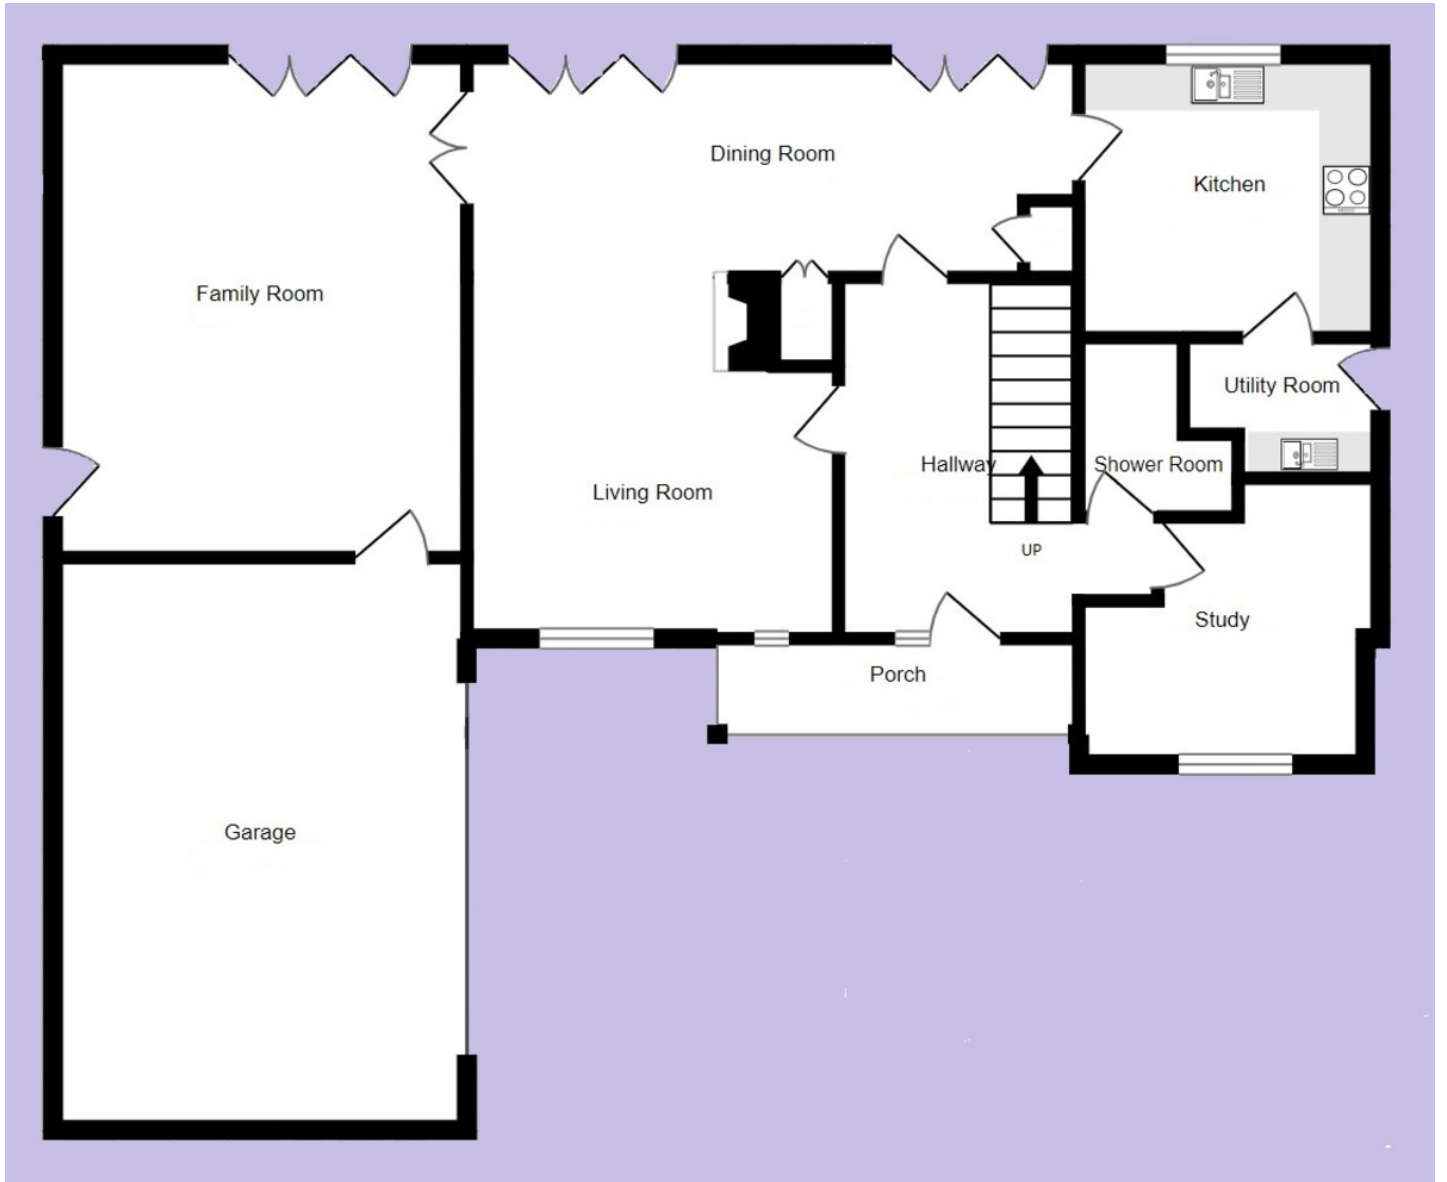 Dining Room
Kitchen
Family Room
Utility Room
Hallway
Shower Room
Living Room
UP
Study
Porch
Garage